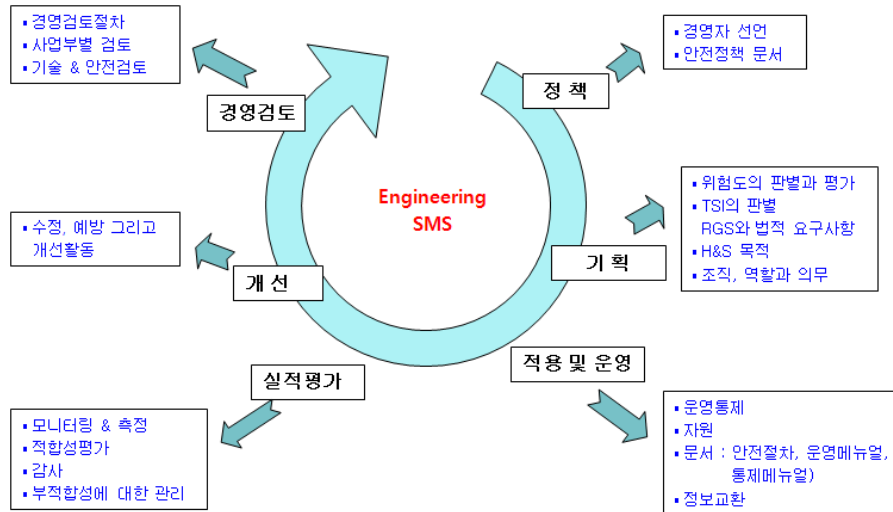 ▪ 경영검토절차
▪ 사업부별 검토
▪ 기술 & 안전검토
경영검토
▪ 경영자 선언
▪ 안전정책 문서
정 책
Engineering
SMS
▪ 위험도의 판별과 평가
▪ TSI의 판별
RGS와 법적 요구사항
▪ H&S 목적
▪ 조직, 역할과 의무
기 획
▪ 수정, 예방 그리고
개선활동
개 선
적용 및 운영
▪ 운영통제
▪ 자원
▪ 문서 : 안전절차, 운영메뉴얼,
통제메뉴얼)
▪ 정보교환
실적평가
▪ 모니터링 & 측정
▪ 적합성평가
▪ 감사
▪ 부적합성에 대한 관리